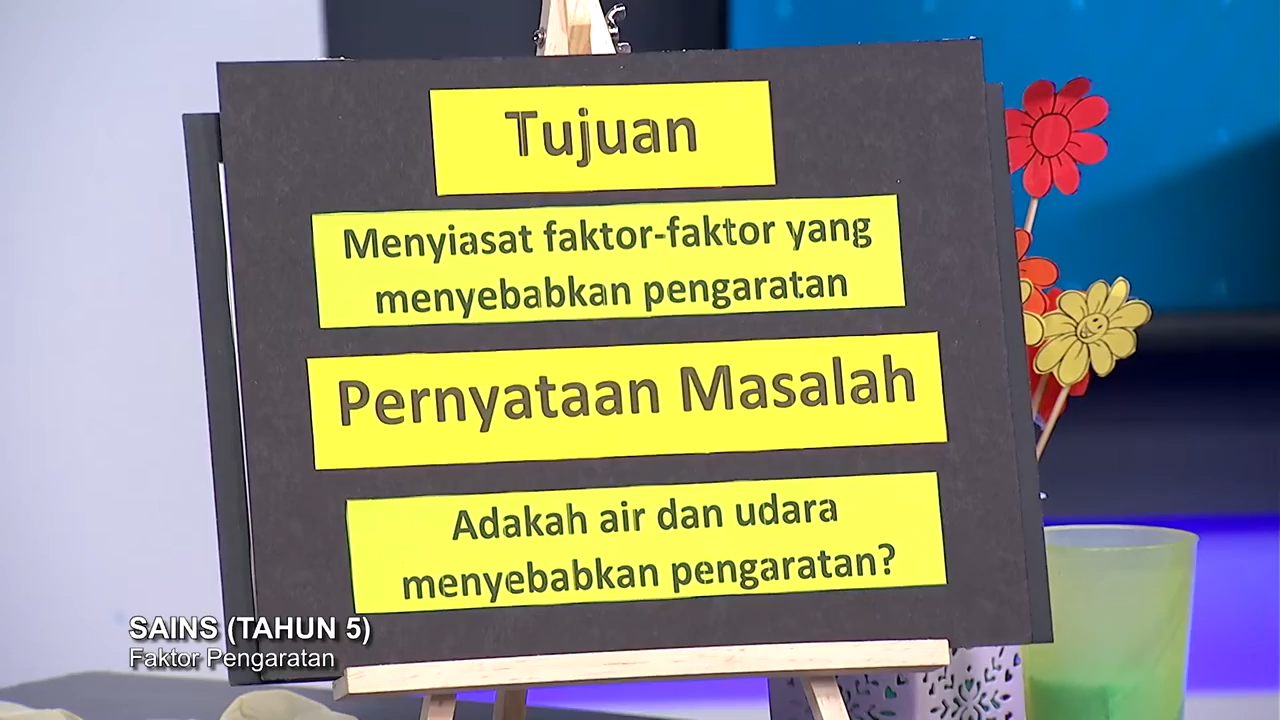 Tujuan
Menyiasat faktor-faktor yang
menyebabkan pengaratan
Pernyataan Masalah
Adakah air dan udara
menyebabkan pengaratan?
SAINS (TAHUN 5)
Faktor Pengaratan